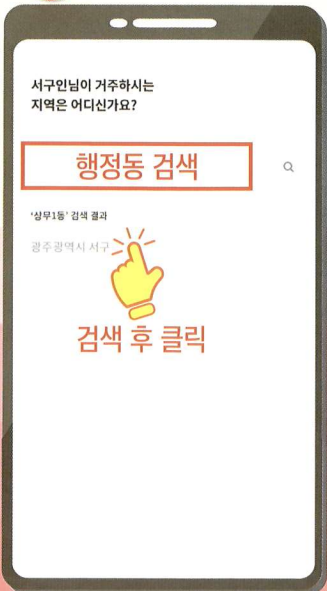 서구인님이 거주하시는
지역은 어디신가요?
행정동 검색
'상무1동' 검색 결과
광주광역시 서구
검색 후 클릭